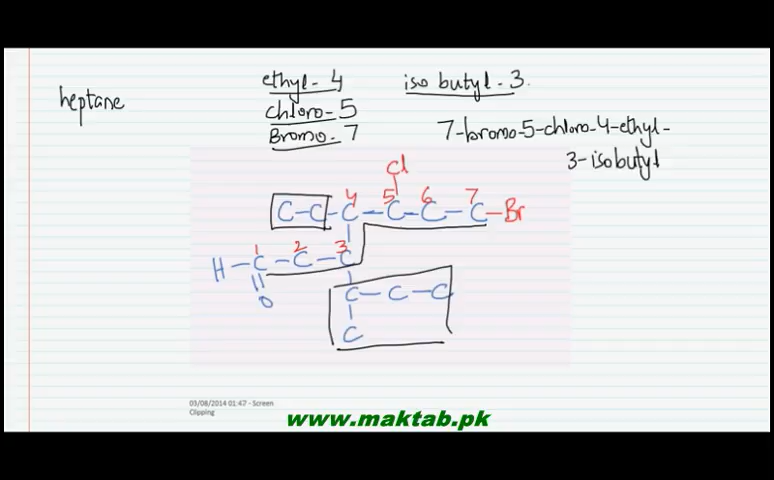 heptane
ethyl-4
chloro-5
Bromo-7
iso butyl-3.
7-bromo-5-chloro-4-ethyl-
3-isobutyl
Cl
4 5 6 7
C-C-C-C-C-C-Br
1 2 3
H-C-C-C
O
C-C-C
C
03/08/2014 01:47 - Screen
Clipping
www.maktab.pk